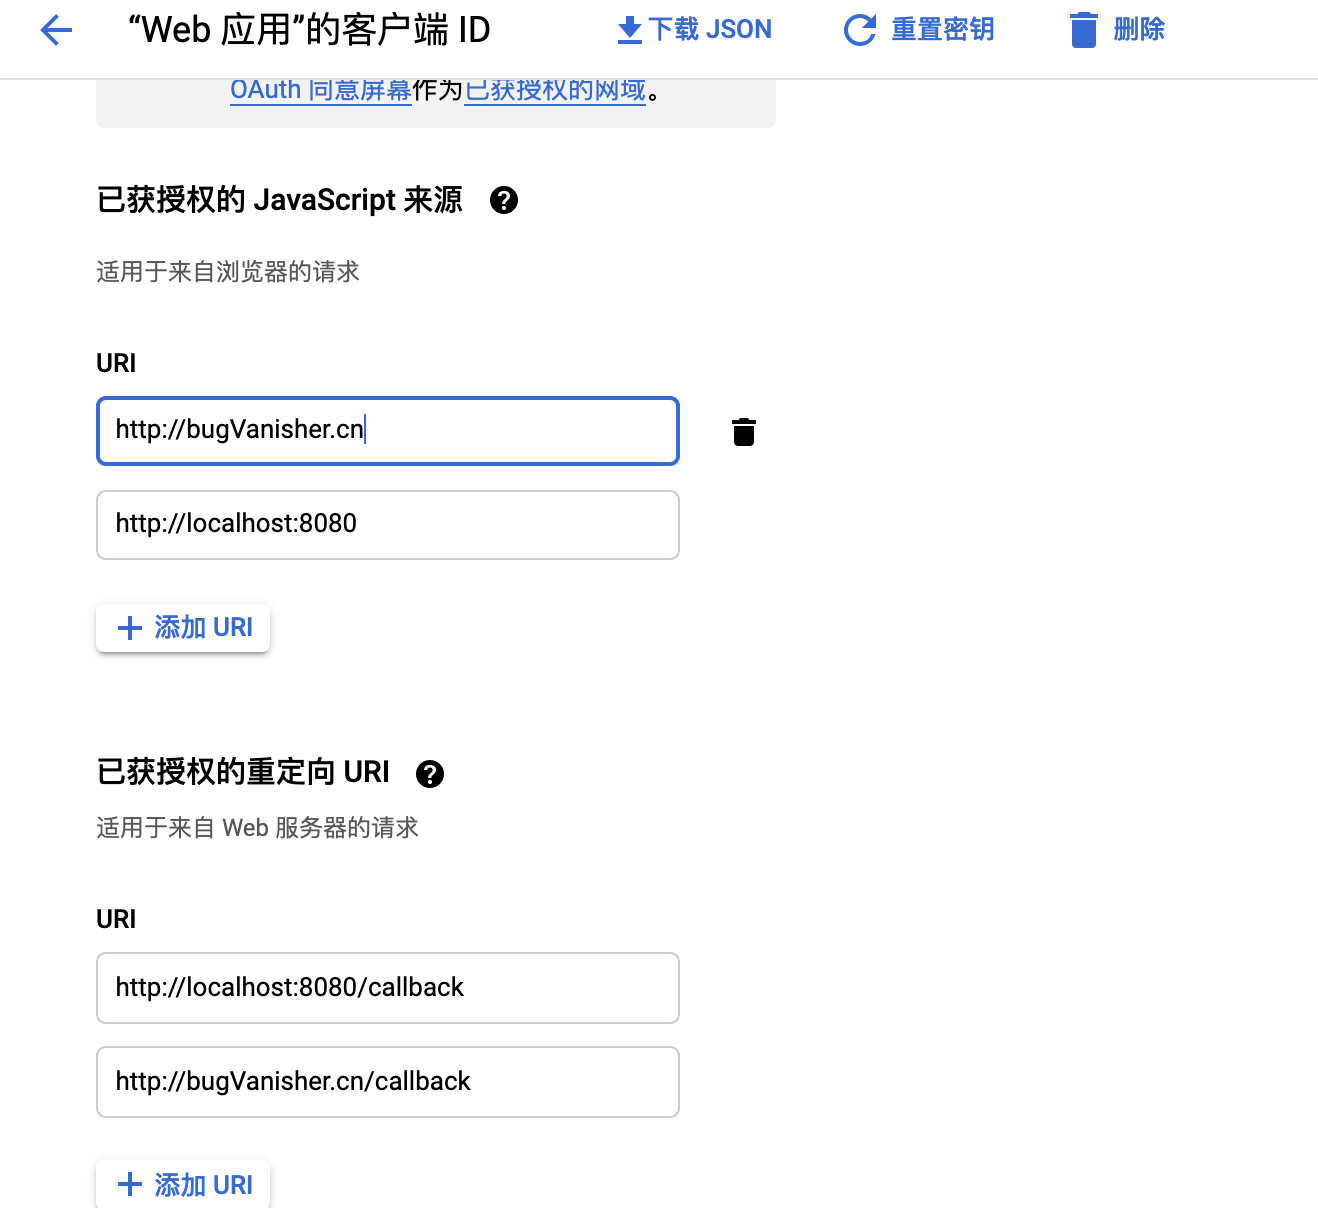 “Web 应用”的客户端 ID
下载 JSON
重置密钥
删除
OAuth 同意屏幕作为已获授权的网域。
已获授权的 JavaScript 来源
适用于来自浏览器的请求
URI
http://bugVanisher.cn
http://localhost:8080
添加 URI
已获授权的重定向 URI
适用于来自 Web 服务器的请求
URI
http://localhost:8080/callback
http://bugVanisher.cn/callback
添加 URI